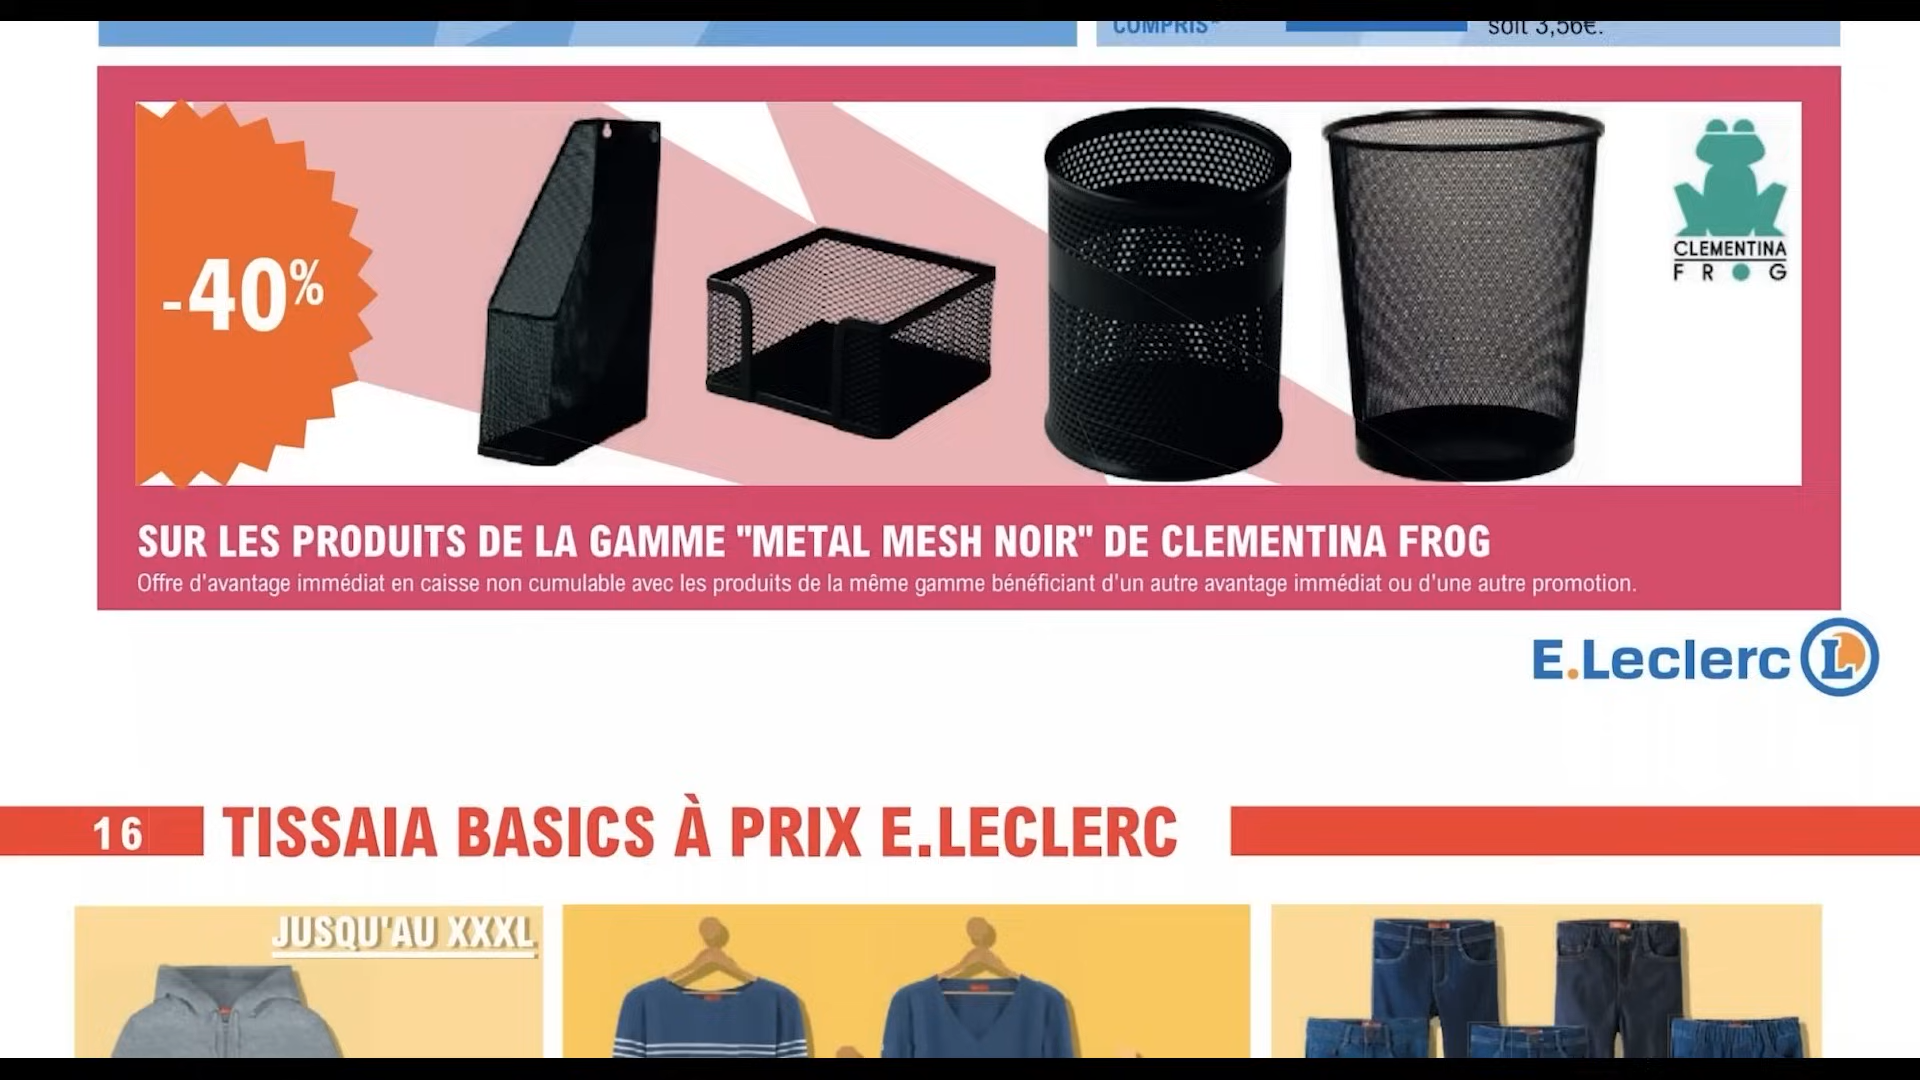 COMPRIS*
soit 3,56€.
-40%
CLEMENTINA
FROG
SUR LES PRODUITS DE LA GAMME "METAL MESH NOIR" DE CLEMENTINA FROG
Offre d'avantage immédiat en caisse non cumulable avec les produits de la même gamme bénéficiant d'un autre avantage immédiat ou d'une autre promotion.
E.Leclerc L
16 TISSAIA BASICS À PRIX E.LECLERC
JUSQU'AU XXXL